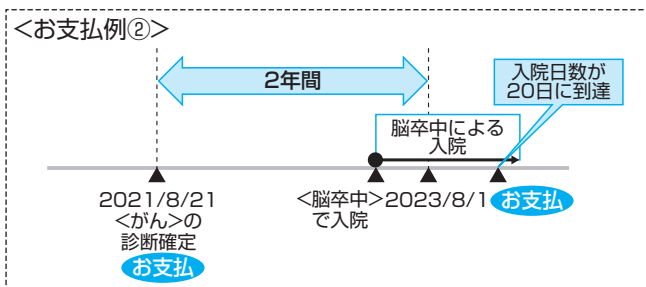 <お支払例②>
2年間
入院日数が
20日に到達
脳卒中による
入院
2021/8/21
<がん>の
診断確定
お支払
<脳卒中>
で入院
2023/8/1
お支払